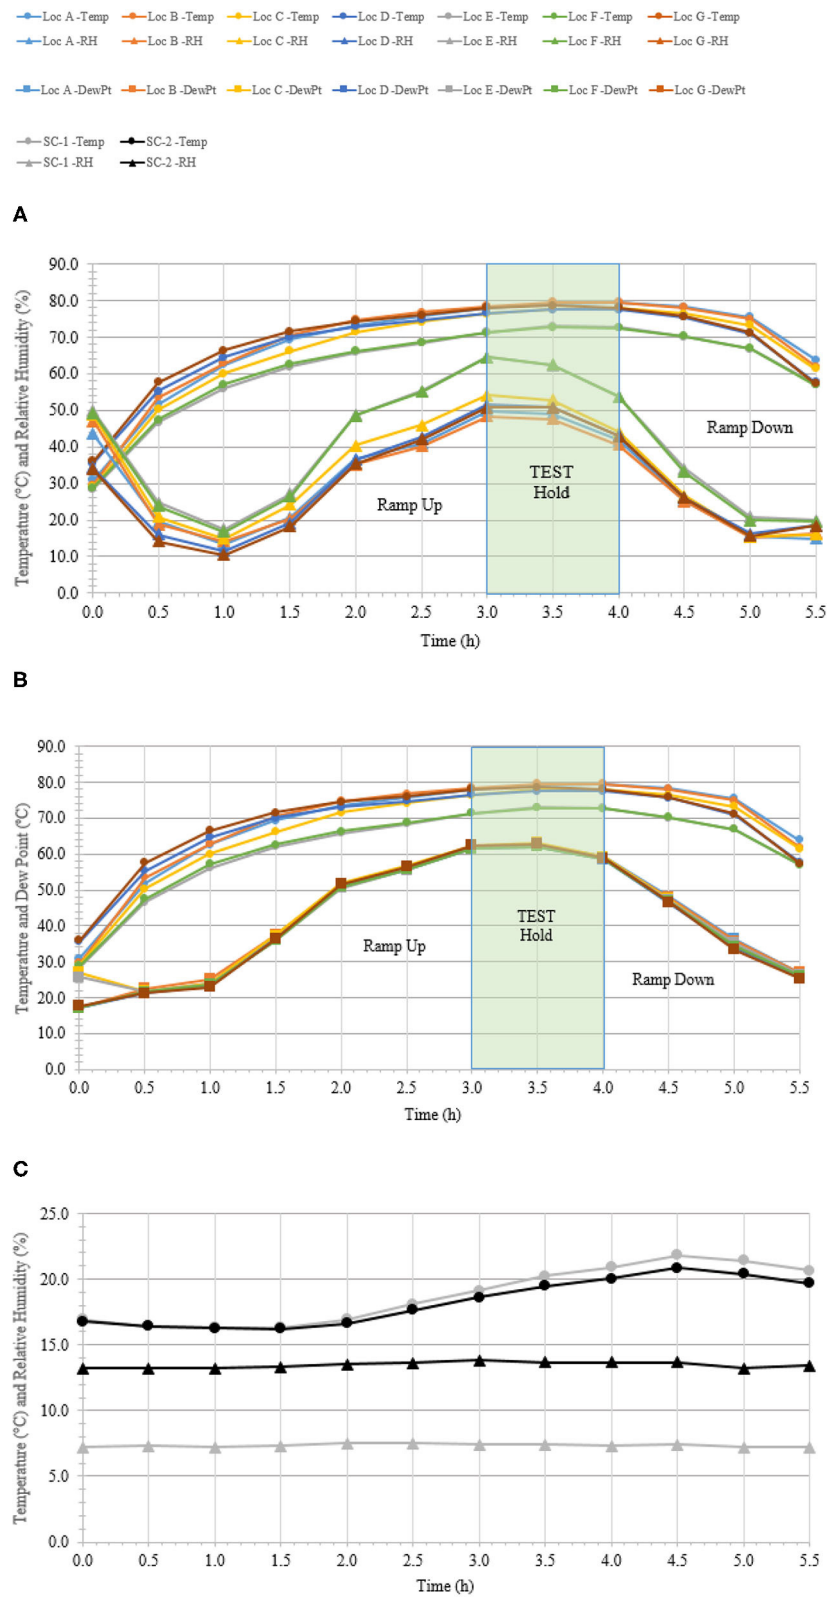 Loc A -Temp Loc B -Temp Loc C -Temp Loc D -Temp Loc E -Temp Loc F -Temp Loc G -Temp
Loc A -RH Loc B -RH Loc C -RH Loc D -RH Loc E -RH Loc F -RH Loc G -RH
Loc A -DewPt Loc B -DewPt Loc C -DewPt Loc D -DewPt Loc E -DewPt Loc F -DewPt Loc G -DewPt
SC-1 -Temp SC-2 -Temp
SC-1 -RH SC-2 -RH
A
Temperature (°C) and Relative Humidity (%)
90.0
80.0
70.0
60.0
50.0
40.0
30.0
20.0
10.0
0.0
Ramp Down
TEST
Hold
Ramp Up
0.0 0.5 1.0 1.5 2.0 2.5 3.0 3.5 4.0 4.5 5.0 5.5
Time (h)
B
Temperature and Dew Point (°C)
90.0
80.0
70.0
60.0
50.0
40.0
30.0
20.0
10.0
0.0
TEST
Hold
Ramp Up
Ramp Down
0.0 0.5 1.0 1.5 2.0 2.5 3.0 3.5 4.0 4.5 5.0 5.5
Time (h)
C
Temperature (°C) and Relative Humidity (%)
25.0
20.0
15.0
10.0
5.0
0.0
0.0 0.5 1.0 1.5 2.0 2.5 3.0 3.5 4.0 4.5 5.0 5.5
Time (h)